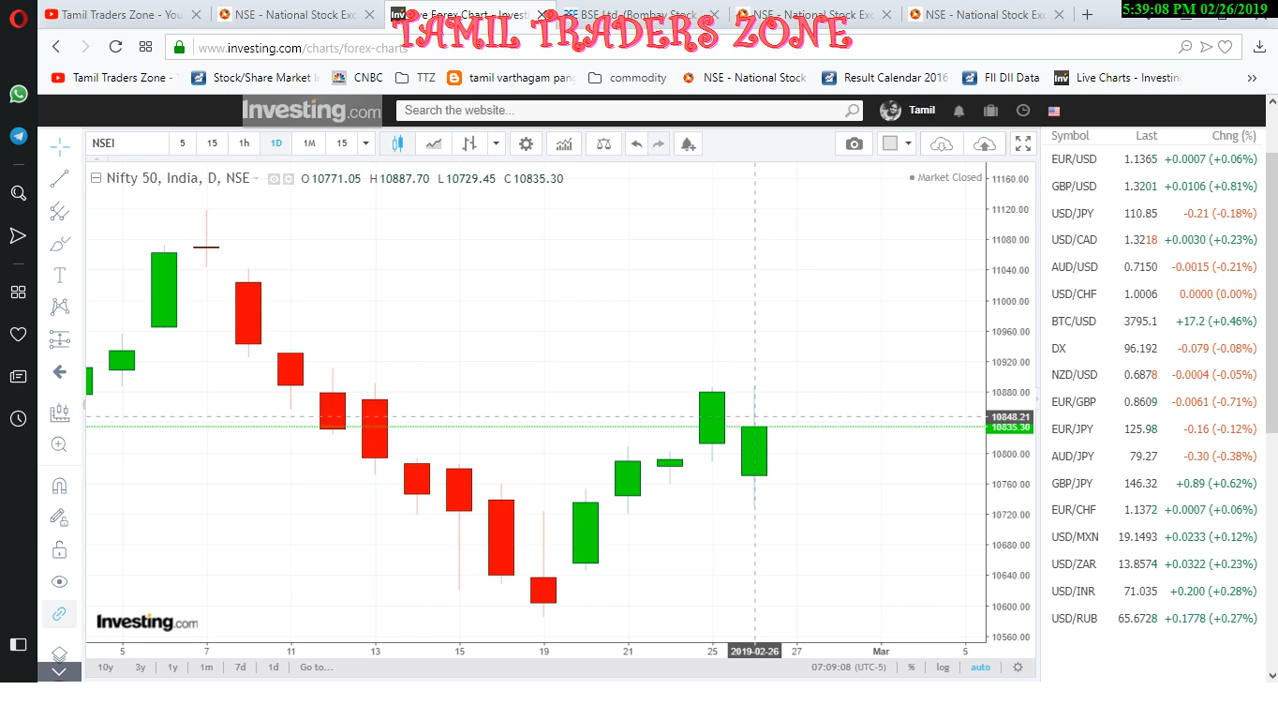 Tamil Traders Zone - You
NSE - National Stock Exc
Live Forex Chart - Investi
BSE Ltd. (Bombay Stock
NSE - National Stock Exc
NSE - National Stock Exc
5:39:08 PM 02/26/2019
TAMIL TRADERS ZONE
www.investing.com/charts/forex-charts
Tamil Traders Zone -
Stock/Share Market I
CNBC
TTZ
tamil varthagam pan
commodity
NSE - National Stock
Result Calendar 2016
FII DII Data
Live Charts - Investin
Investing.com
Search the website...
Tamil
NSEI
5
15
1h
1D
1M
15
Nifty 50, India, D, NSE
O10771.05 H10887.70 L10729.45 C10835.30
Market Closed
11160.00
11120.00
11080.00
11040.00
11000.00
10960.00
10920.00
10880.00
10848.21
10835.30
10800.00
10760.00
10720.00
10680.00
10640.00
10600.00
10560.00
Investing.com
5 7 11 13 15 19 21 25 2019-02-26 27 Mar 5
10y 3y 1y 1m 7d 1d Go to...
07:09:08 (UTC-5) % log auto
Symbol Last Chng (%)
EUR/USD 1.1365 +0.0007 (+0.06%)
GBP/USD 1.3201 +0.0106 (+0.81%)
USD/JPY 110.85 -0.21 (-0.18%)
USD/CAD 1.3218 +0.0030 (+0.23%)
AUD/USD 0.7150 -0.0015 (-0.21%)
USD/CHF 1.0006 0.0000 (0.00%)
BTC/USD 3795.1 +17.2 (+0.46%)
DX 96.192 -0.079 (-0.08%)
NZD/USD 0.6878 -0.0004 (-0.05%)
EUR/GBP 0.8609 -0.0061 (-0.71%)
EUR/JPY 125.98 -0.16 (-0.12%)
AUD/JPY 79.27 -0.30 (-0.38%)
GBP/JPY 146.32 +0.89 (+0.62%)
EUR/CHF 1.1372 +0.0007 (+0.06%)
USD/MXN 19.1493 +0.0233 (+0.12%)
USD/ZAR 13.8574 +0.0322 (+0.23%)
USD/INR 71.035 +0.200 (+0.28%)
USD/RUB 65.6728 +0.1778 (+0.27%)